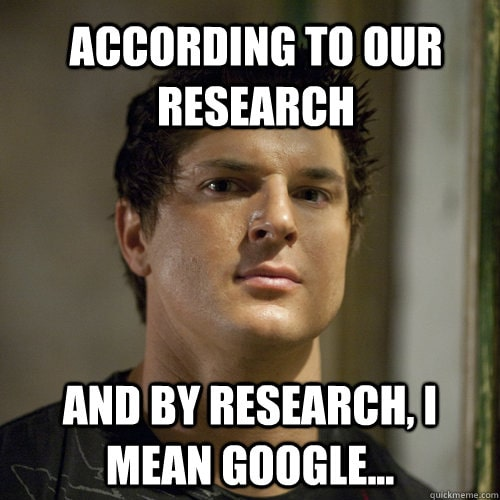 ACCORDING TO OUR
RESEARCH
AND BY RESEARCH, I
MEAN GOOGLE...
quickmeme.com